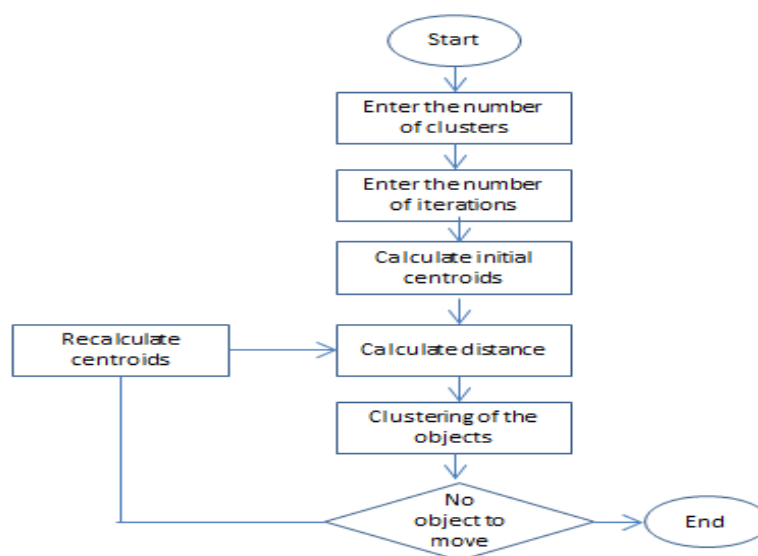 Start
Enter the number
of clusters
Enter the number
of iterations
Calculate initial
centroids
Recalculate
centroids
Calculate distance
Clustering of the
objects
No
object to
move
End